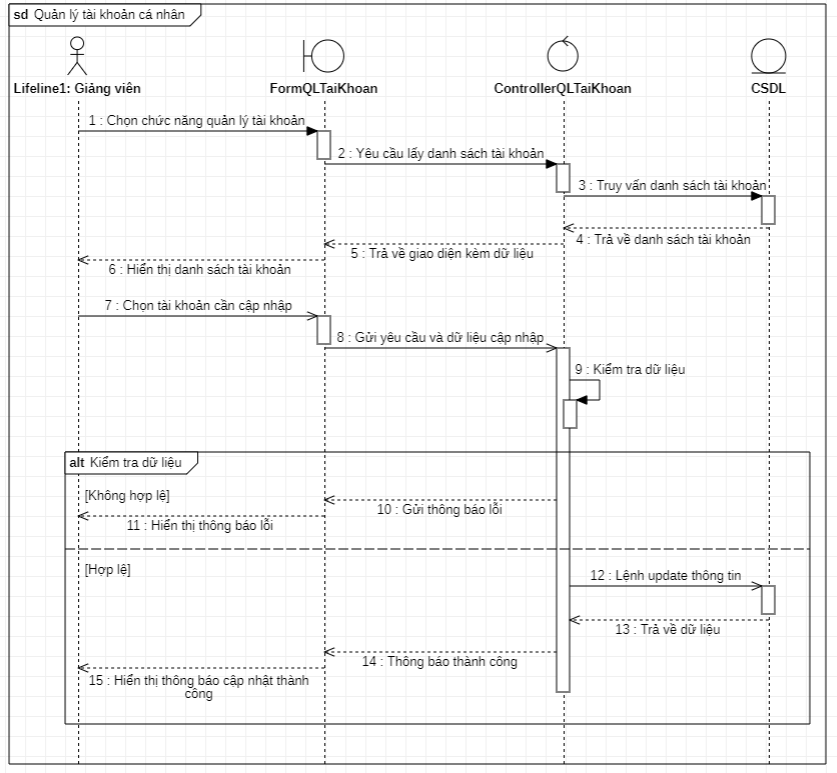 sd Quản lý tài khoản cá nhân
Lifeline1: Giảng viên
FormQLTaiKhoan
ControllerQLTaiKhoan
CSDL
1 : Chọn chức năng quản lý tài khoản
2 : Yêu cầu lấy danh sách tài khoản
3 : Truy vấn danh sách tài khoản
4 : Trả về danh sách tài khoản
5 : Trả về giao diện kèm dữ liệu
6 : Hiển thị danh sách tài khoản
7 : Chọn tài khoản cần cập nhập
8 : Gửi yêu cầu và dữ liệu cập nhập
9 : Kiểm tra dữ liệu
alt Kiểm tra dữ liệu
[Không hợp lệ]
10 : Gửi thông báo lỗi
11 : Hiển thị thông báo lỗi
[Hợp lệ]
12 : Lệnh update thông tin
13 : Trả về dữ liệu
14 : Thông báo thành công
15 : Hiển thị thông báo cập nhật thành
công